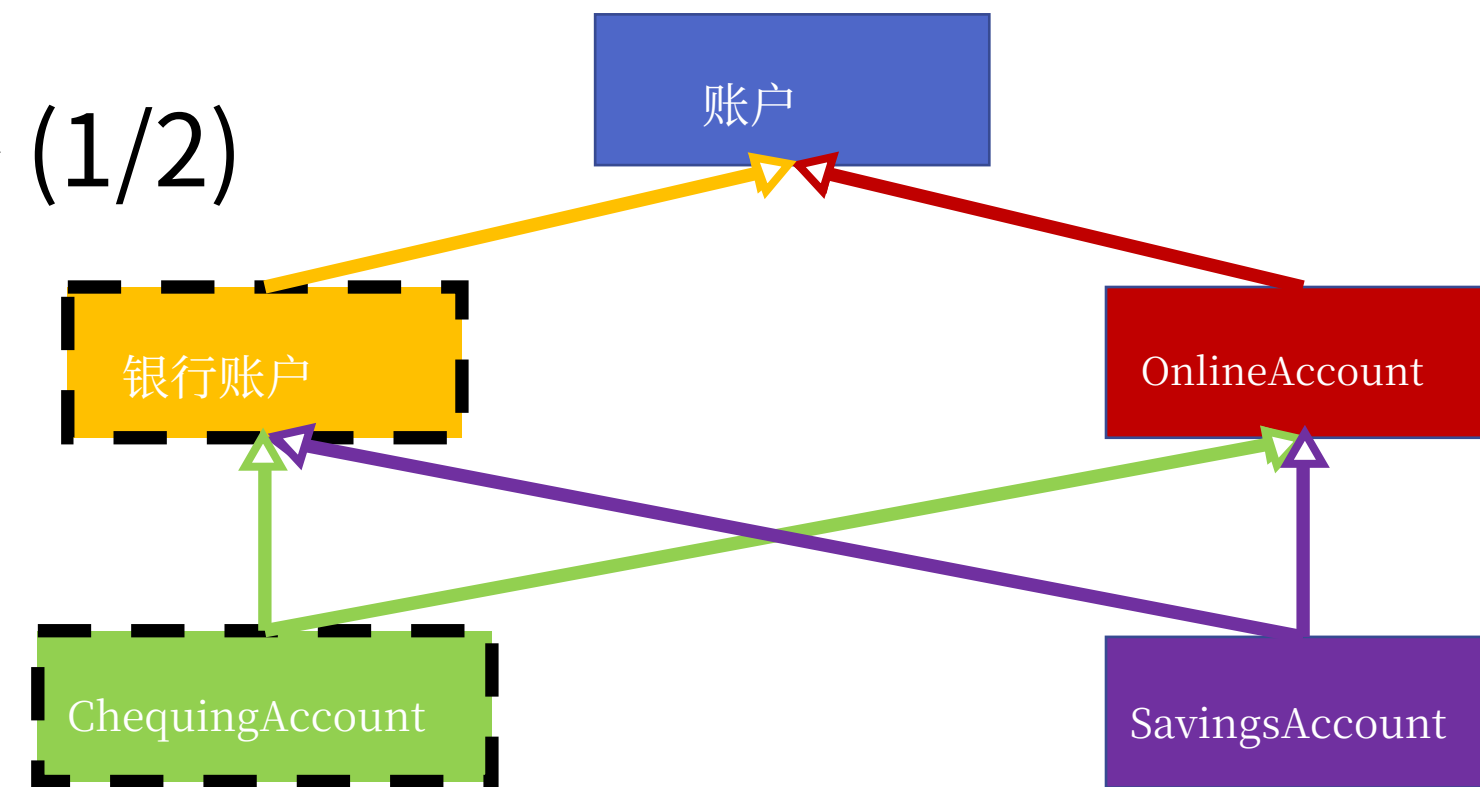 (1/2)
账户
银行账户
OnlineAccount
ChequingAccount
SavingsAccount